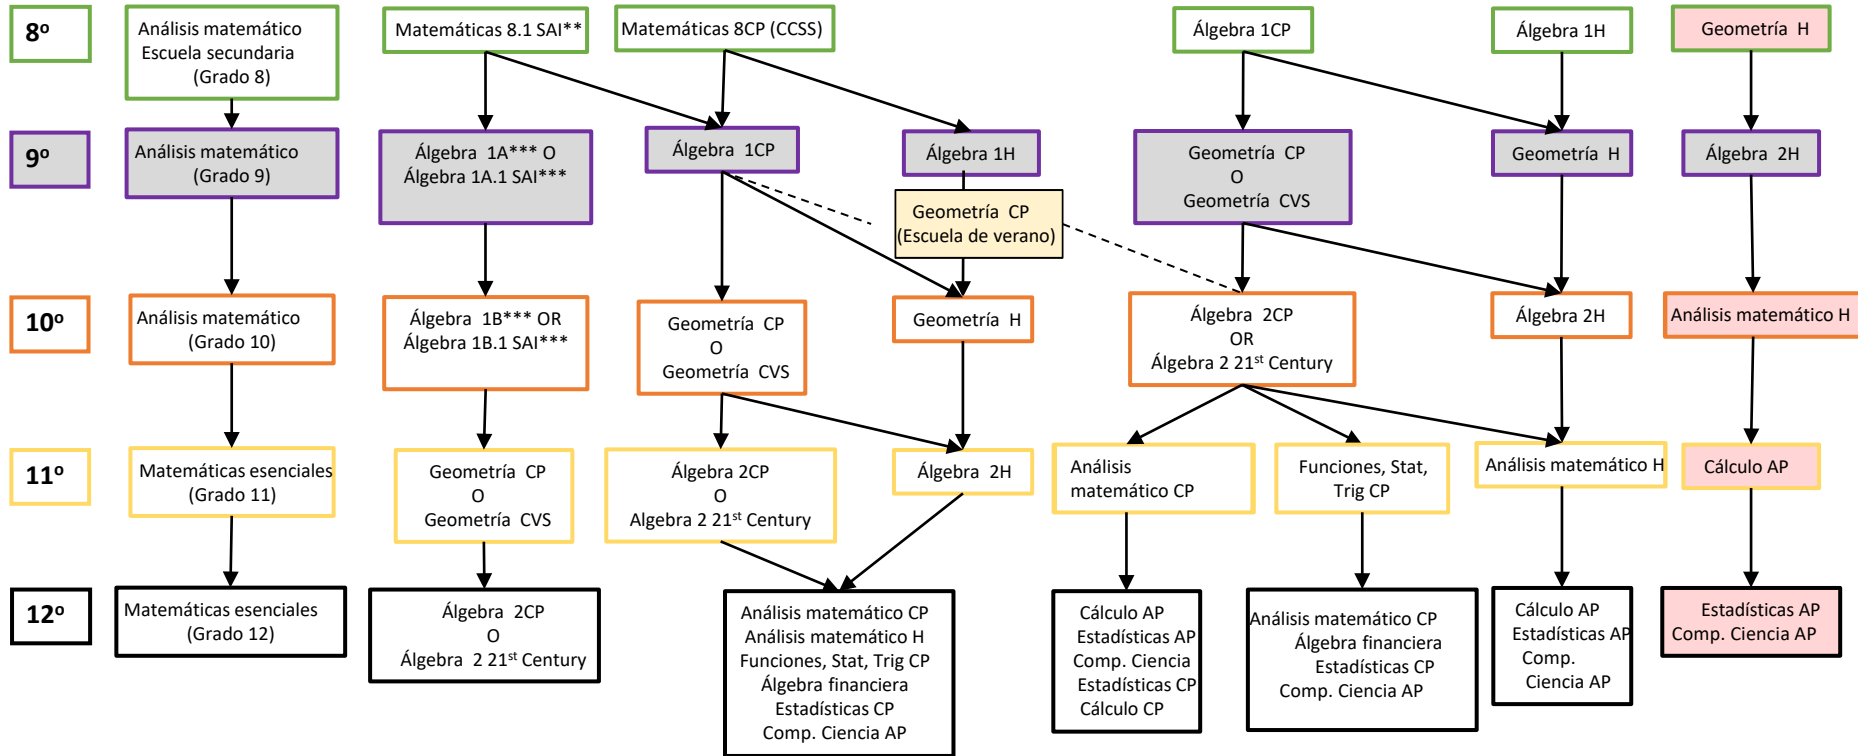 8º
Análisis matemático
Escuela secundaria
(Grado 8)
Matemáticas 8.1 SAI**
Matemáticas 8CP (CCSS)
Álgebra 1CP
Álgebra 1H
Geometría H
9º
Análisis matemático
(Grado 9)
Álgebra 1A*** O
Álgebra 1A.1 SAI***
Álgebra 1CP
Álgebra 1H
Geometría CP
O
Geometría CVS
Geometría H
Álgebra 2H
Geometría CP
(Escuela de verano)
10º
Análisis matemático
(Grado 10)
Álgebra 1B*** OR
Álgebra 1B.1 SAI***
Geometría CP
O
Geometría CVS
Geometría H
Álgebra 2CP
OR
Álgebra 2 21st Century
Álgebra 2H
Análisis matemático H
11º
Matemáticas esenciales
(Grado 11)
Geometría CP
O
Geometría CVS
Álgebra 2CP
O
Algebra 2 21st Century
Álgebra 2H
Análisis
matemático CP
Funciones, Stat,
Trig CP
Análisis matemático H
Cálculo AP
12º
Matemáticas esenciales
(Grado 12)
Álgebra 2CP
O
Álgebra 2 21st Century
Análisis matemático CP
Análisis matemático H
Funciones, Stat, Trig CP
Álgebra financiera
Estadísticas CP
Comp. Ciencia AP
Cálculo AP
Estadísticas AP
Comp. Ciencia
Estadísticas CP
Cálculo CP
Análisis matemático CP
Álgebra financiera
Estadísticas CP
Comp. Ciencia AP
Cálculo AP
Estadísticas AP
Comp.
Ciencia AP
Estadísticas AP
Comp. Ciencia AP